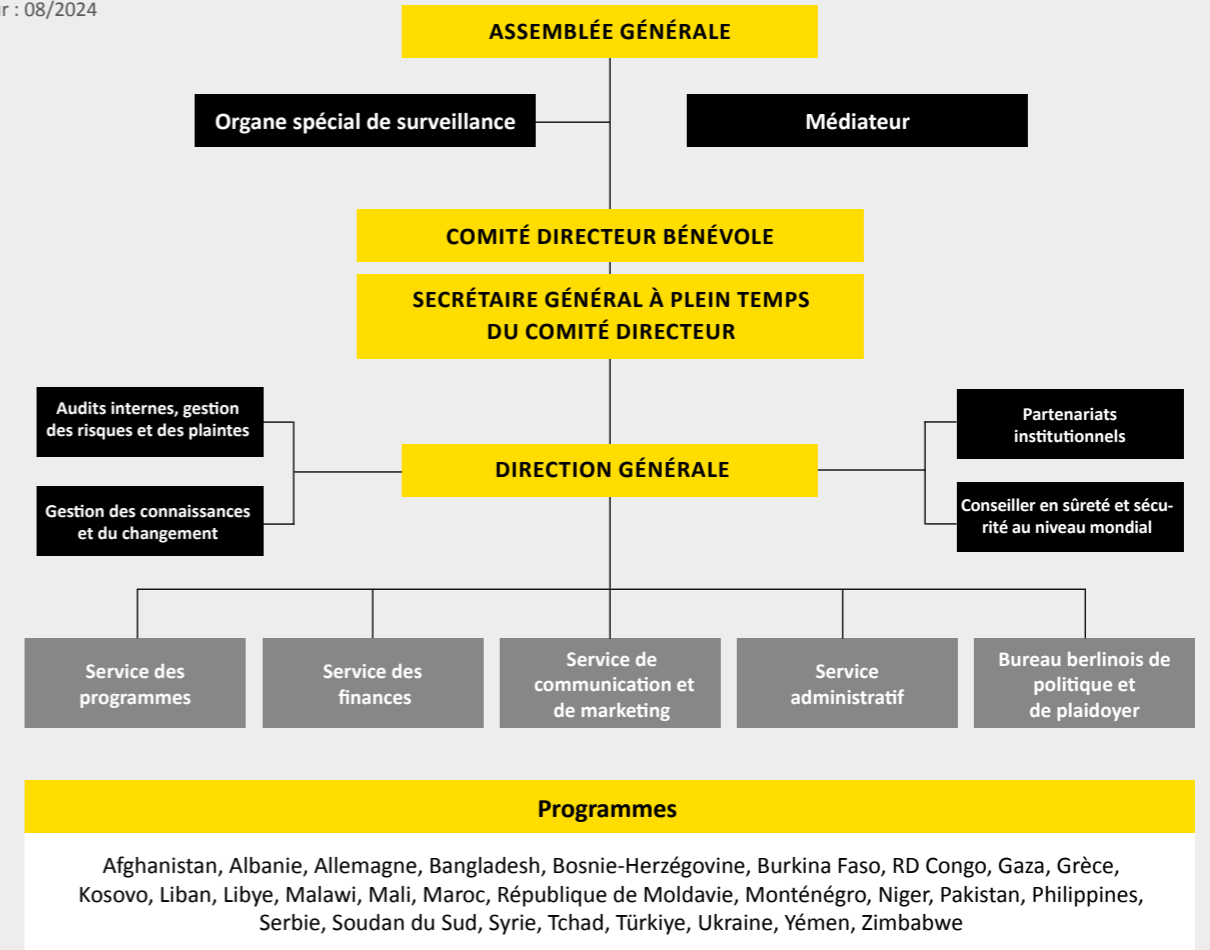 : 08/2024
ASSEMBLÉE GÉNÉRALE
Organe spécial de surveillance
Médiateur
COMITÉ DIRECTEUR BÉNÉVOLE
SECRÉTAIRE GÉNÉRAL À PLEIN TEMPS
DU COMITÉ DIRECTEUR
Audits internes, gestion
des risques et des plaintes
Partenariats
institutionnels
DIRECTION GÉNÉRALE
Gestion des connaissances
et du changement
Conseiller en sûreté et sécu-
rité au niveau mondial
Service des
programmes
Service des
finances
Service de
communication et
de marketing
Service
administratif
Bureau berlinois de
politique et
de plaidoyer
Programmes
Afghanistan, Albanie, Allemagne, Bangladesh, Bosnie-Herzégovine, Burkina Faso, RD Congo, Gaza, Grèce,
Kosovo, Liban, Libye, Malawi, Mali, Maroc, République de Moldavie, Monténégro, Niger, Pakistan, Philippines,
Serbie, Soudan du Sud, Syrie, Tchad, Türkiye, Ukraine, Yémen, Zimbabwe